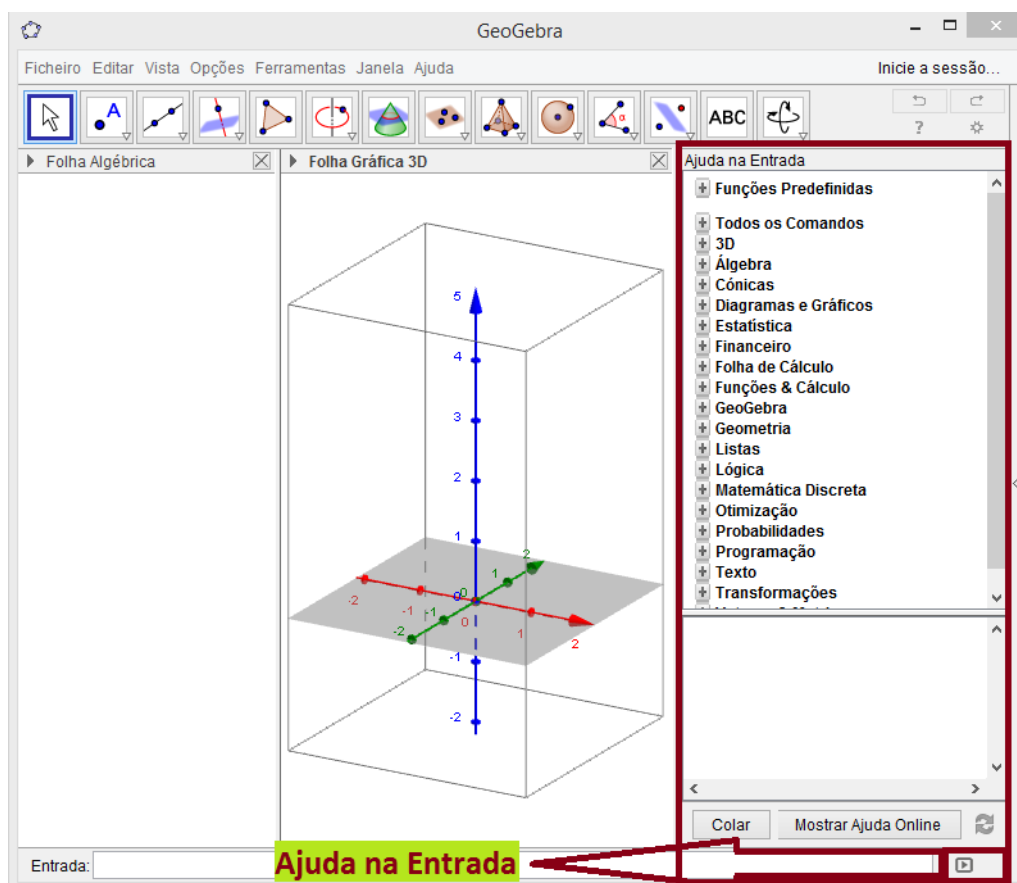 GeoGebra
Ficheiro Editar Vista Opções Ferramentas Janela Ajuda
Inicie a sessão...
A
α
ABC
?
Folha Algébrica
Folha Gráfica 3D
Ajuda na Entrada
Funções Predefinidas
Todos os Comandos
3D
Álgebra
Cónicas
Diagramas e Gráficos
Estatística
Financeiro
Folha de Cálculo
Funções & Cálculo
GeoGebra
Geometria
Listas
Lógica
Matemática Discreta
Otimização
Probabilidades
Programação
Texto
Transformações
5
4
3
2
1
0
-1
-2
-2
-1
0
1
2
-2
-1
0
1
2
Colar
Mostrar Ajuda Online
Entrada:
Ajuda na Entrada